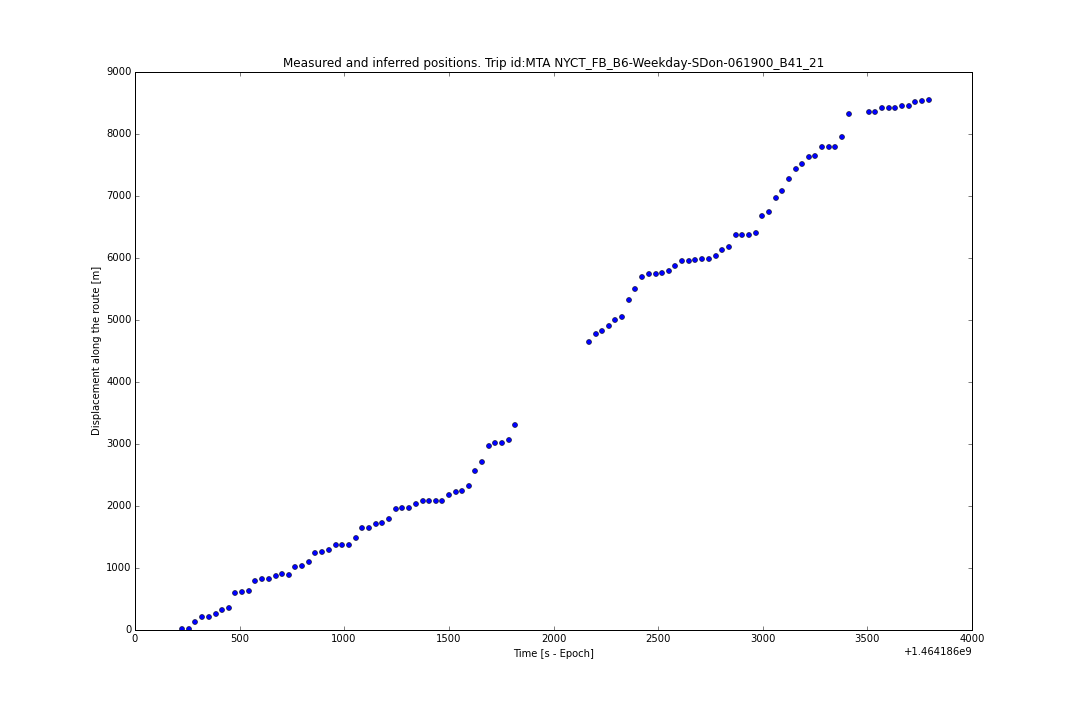 Measured and inferred positions. Trip id:MTA NYCT_FB_B6-Weekday-SDon-061900_B41_21
9000
8000
7000
6000
5000
4000
3000
2000
1000
0
Displacement along the route [m]
0 500 1000 1500 2000 2500 3000 3500 4000
Time [s - Epoch]
+1.464186e9